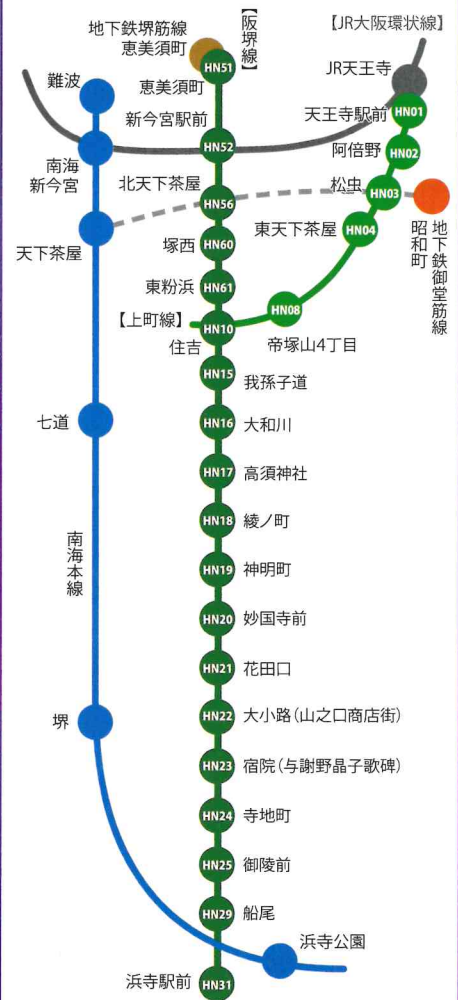 【JR大阪環状線】
地下鉄堺筋線
恵美須町
【阪堺線】
HN51
恵美須町
JR天王寺
難波
天王寺駅前
HN01
新今宮駅前
HN52
阿倍野
HN02
南海
新今宮
北天下茶屋
HN56
松虫
HN03
地下鉄御堂筋線
昭和町
天下茶屋
塚西
HN60
東天下茶屋
HN04
東粉浜
HN61
【上町線】
HN10
住吉
HN08
帝塚山4丁目
HN15
我孫子道
七道
HN16
大和川
HN17
高須神社
HN18
綾ノ町
南海本線
HN19
神明町
HN20
妙国寺前
HN21
花田口
堺
HN22
大小路(山之口商店街)
HN23
宿院(与謝野晶子歌碑)
HN24
寺地町
HN25
御陵前
HN29
船尾
浜寺公園
浜寺駅前
HN31